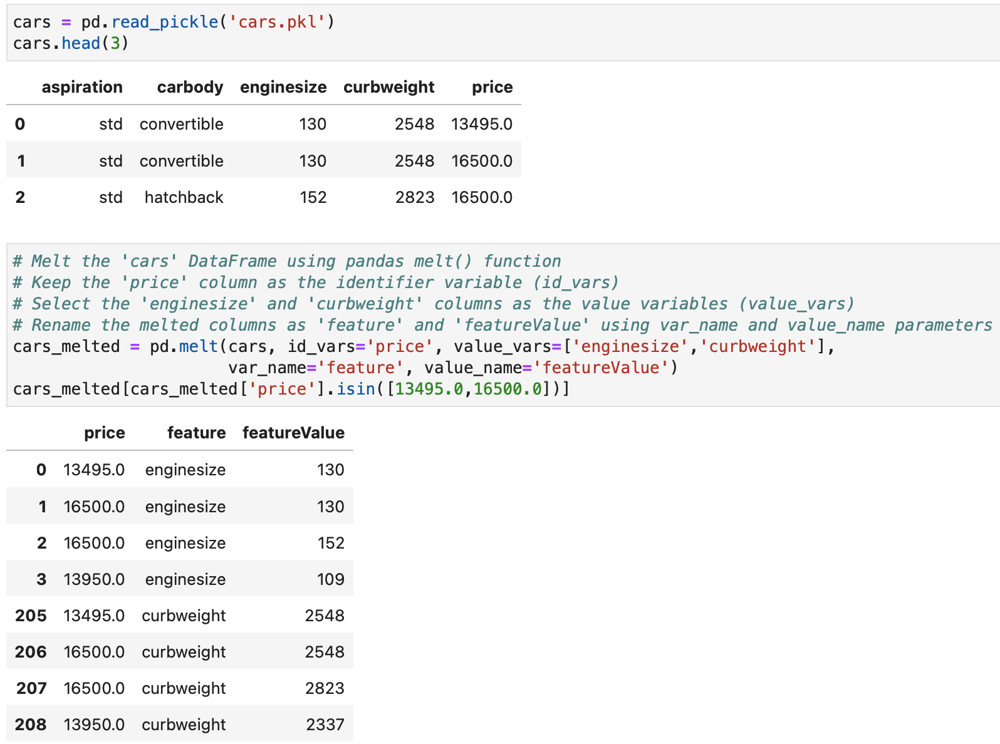 cars = pd.read_pickle('cars.pkl')
cars.head(3)
aspiration carbody enginesize curbweight price
0 std convertible 130 2548 13495.0
1 std convertible 130 2548 16500.0
2 std hatchback 152 2823 16500.0
# Melt the 'cars' DataFrame using pandas melt() function
# Keep the 'price' column as the identifier variable (id_vars)
# Select the 'enginesize' and 'curbweight' columns as the value variables (value_vars)
# Rename the melted columns as 'feature' and 'featureValue' using var_name and value_name parameters
cars_melted = pd.melt(cars, id_vars='price', value_vars=['enginesize','curbweight'],
var_name='feature', value_name='featureValue')
cars_melted[cars_melted['price'].isin([13495.0,16500.0])]
price feature featureValue
0 13495.0 enginesize 130
1 16500.0 enginesize 130
2 16500.0 enginesize 152
3 13950.0 enginesize 109
205 13495.0 curbweight 2548
206 16500.0 curbweight 2548
207 16500.0 curbweight 2823
208 13950.0 curbweight 2337